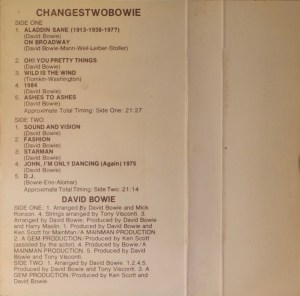 CHANGESTWOBOWIE
SIDE ONE
1. ALADDIN SANE (1913-1938-197?)
(David Bowie)
ON BROADWAY
(David Bowie-Mann-Weil-Leiber-Stoller)
2. OH! YOU PRETTY THINGS
(David Bowie)
3. WILD IS THE WIND
(Tiomkin-Washington)
4. 1984
(David Bowie)
5. ASHES TO ASHES
(David Bowie)
Approximate Total Timing: Side One: 21:27
SIDE TWO
1. SOUND AND VISION
(David Bowie)
2. FASHION
(David Bowie)
3. STARMAN
(David Bowie)
4. JOHN, I'M ONLY DANCING (Again) 1975
(David Bowie)
5. D.J.
(Bowie-Eno-Alomar)
Approximate Total Timing: Side Two: 21:14
DAVID BOWIE
SIDE ONE: 1. Arranged By David Bowie and Mick
Ronson. 4. Strings arranged by Tony Visconti. 3.
Arranged by David Bowie. Produced by David Bowie
and Harry Maslin. 1. Produced by David Bowie and
Ken Scott for MainMan/A MAINMAN PRODUCTION. 2.
A GEM PRODUCTION/Produced by Ken Scott
(assisted by the actor). 4. Produced by Bowie/A
MAINMAN PRODUCTION. 5. Produced by David
Bowie and Tony Visconti.
SIDE TWO: 1. Arranged by David Bowie. 1.2.4.5.
Produced by David Bowie and Tony Visconti. 3. A
GEM PRODUCTION/Produced by Ken Scott and
David Bowie